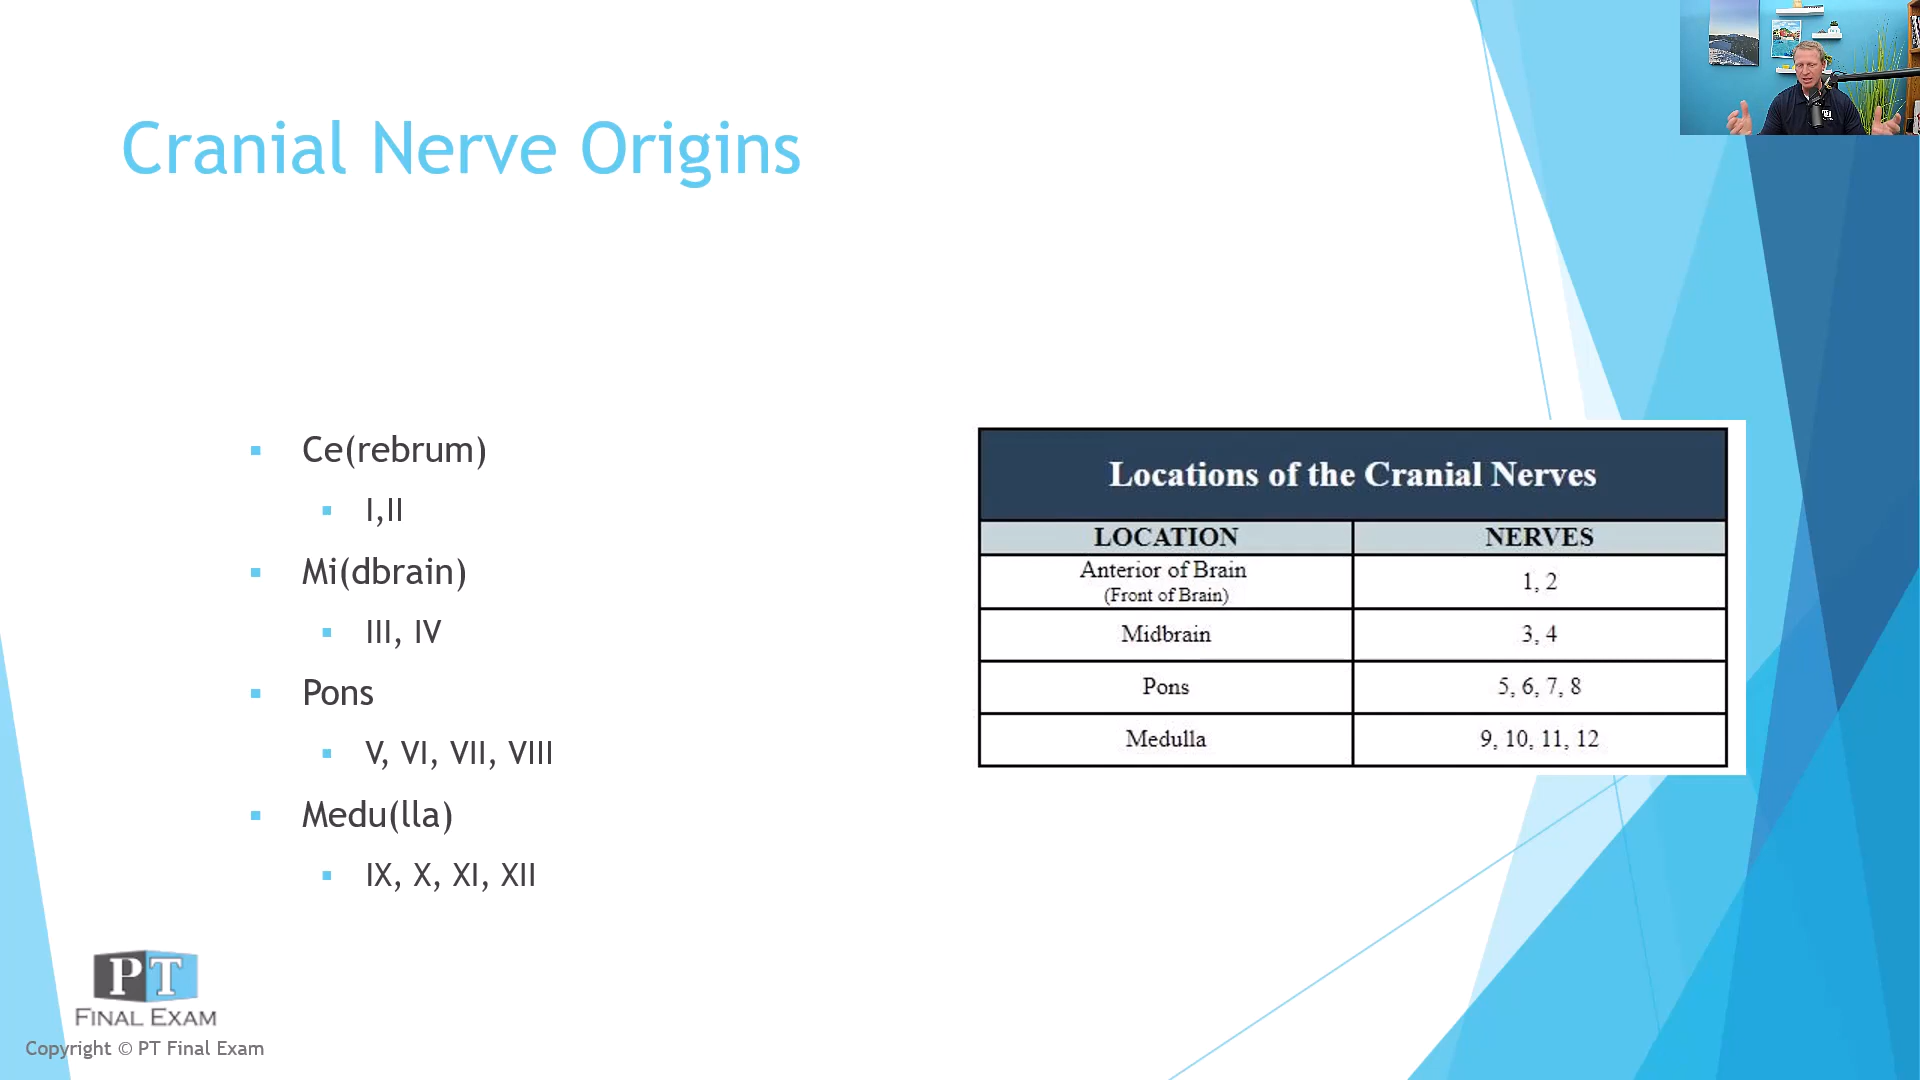 Cranial Nerve Origins
Ce(rebrum)
I,II
Mi(dbrain)
III, IV
Pons
V, VI, VII, VIII
Medu(lla)
IX, X, XI, XII
Locations of the Cranial Nerves
LOCATION NERVES
Anterior of Brain
(Front of Brain) 1, 2
Midbrain 3, 4
Pons 5, 6, 7, 8
Medulla 9, 10, 11, 12
PT
FINAL EXAM
Copyright © PT Final Exam